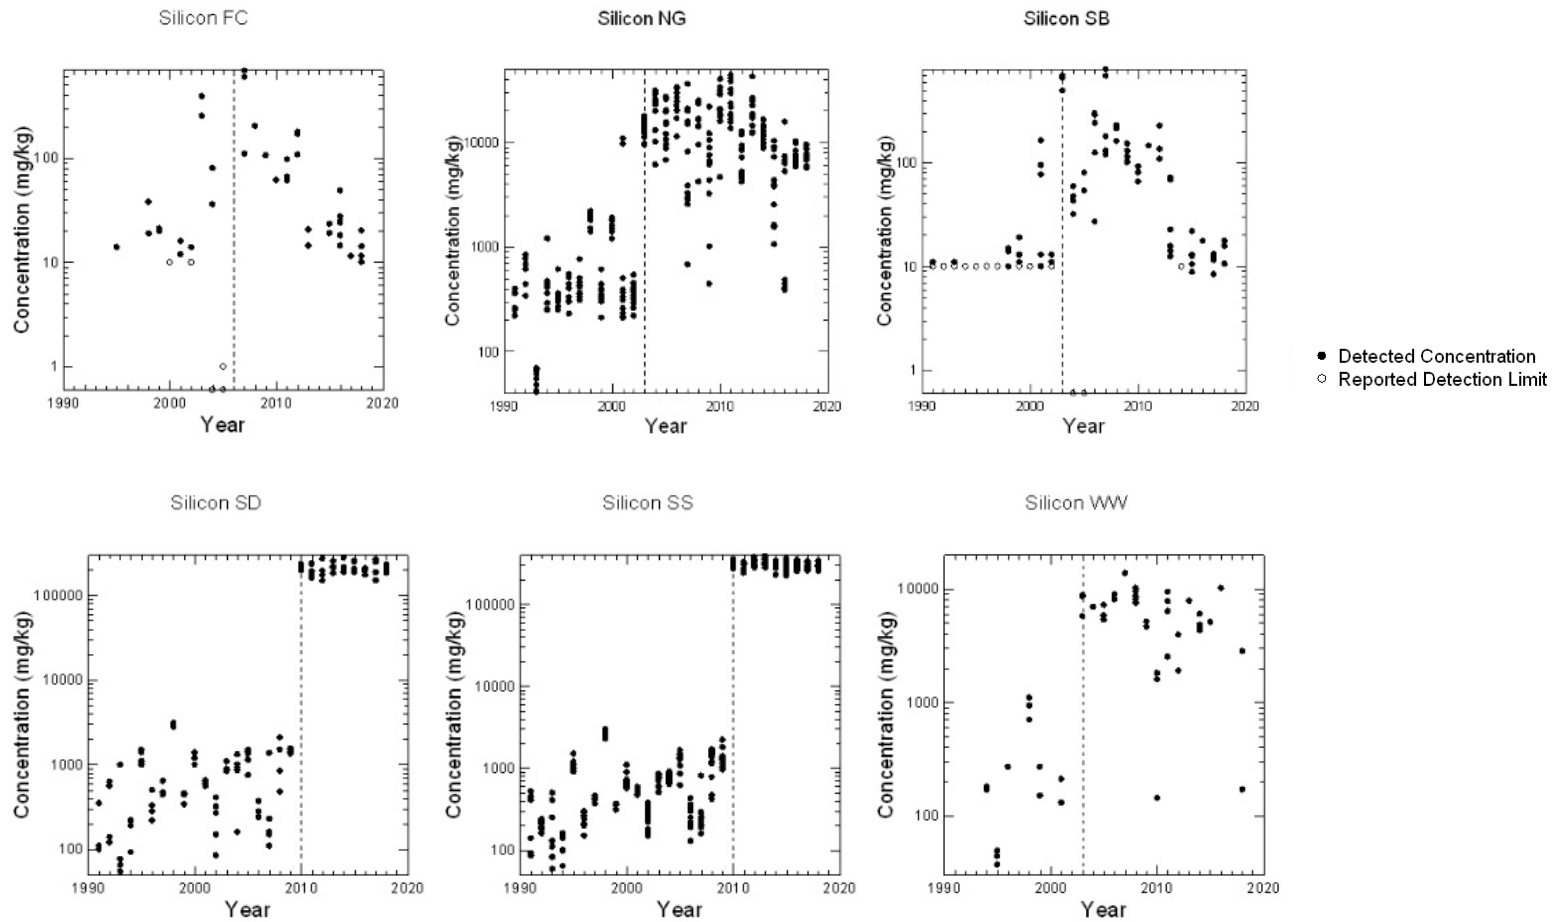 Silicon FC
Concentration (mg/kg)
100
10
1
1990
2000
2010
2020
Year
Silicon NG
Concentration (mg/kg)
10000
1000
100
1990
2000
2010
2020
Year
Silicon SB
Concentration (mg/kg)
100
10
1
1990
2000
2010
2020
Year
Detected Concentration
Reported Detection Limit
Silicon SD
Concentration (mg/kg)
100000
10000
1000
100
1990
2000
2010
2020
Year
Silicon SS
Concentration (mg/kg)
100000
10000
1000
100
1990
2000
2010
2020
Year
Silicon WW
Concentration (mg/kg)
10000
1000
100
1990
2000
2010
2020
Year